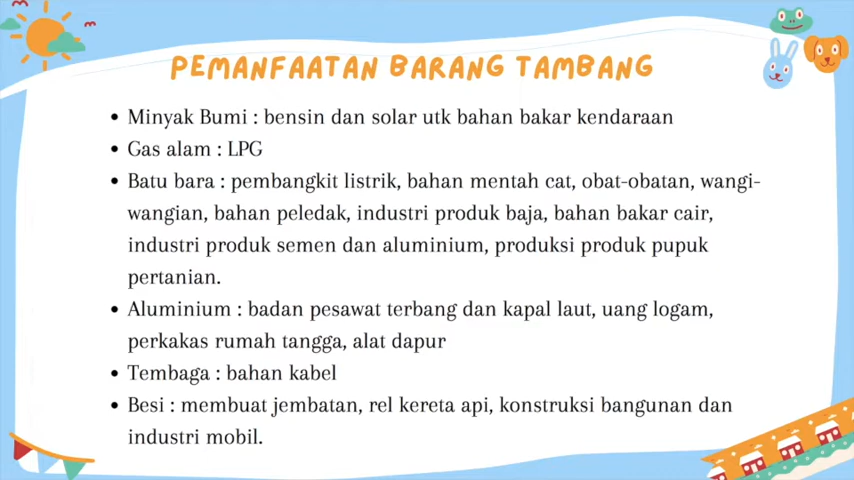 PEMANFAATAN BARANG TAMBANG
• Minyak Bumi : bensin dan solar utk bahan bakar kendaraan
• Gas alam : LPG
• Batu bara : pembangkit listrik, bahan mentah cat, obat-obatan, wangi-
wangian, bahan peledak, industri produk baja, bahan bakar cair,
industri produk semen dan aluminium, produksi produk pupuk
pertanian.
• Aluminium : badan pesawat terbang dan kapal laut, uang logam,
perkakas rumah tangga, alat dapur
• Tembaga : bahan kabel
• Besi : membuat jembatan, rel kereta api, konstruksi bangunan dan
industri mobil.